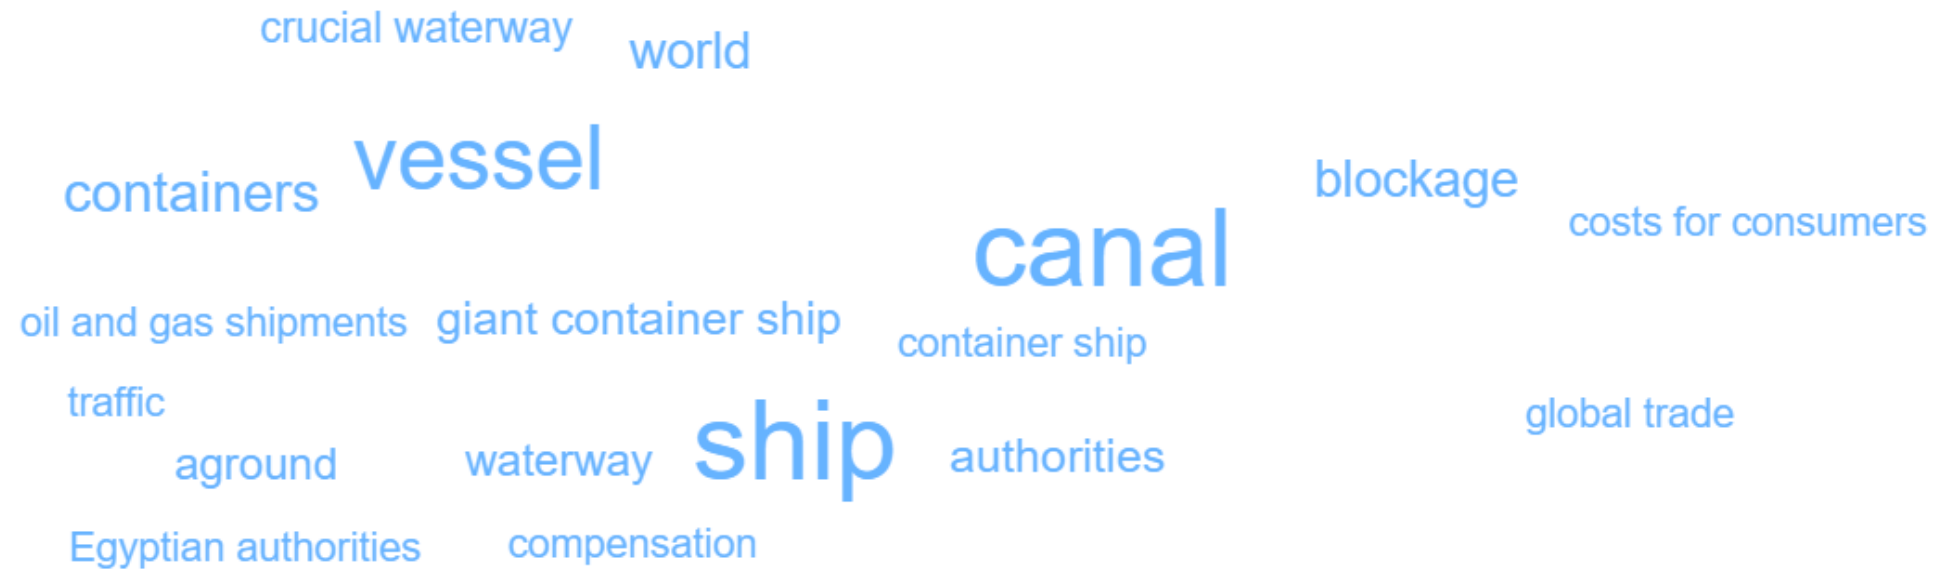 crucial waterway
world
vessel
containers
blockage
costs for consumers
canal
oil and gas shipments
giant container ship
container ship
traffic
global trade
aground
waterway
ship
authorities
Egyptian authorities
compensation